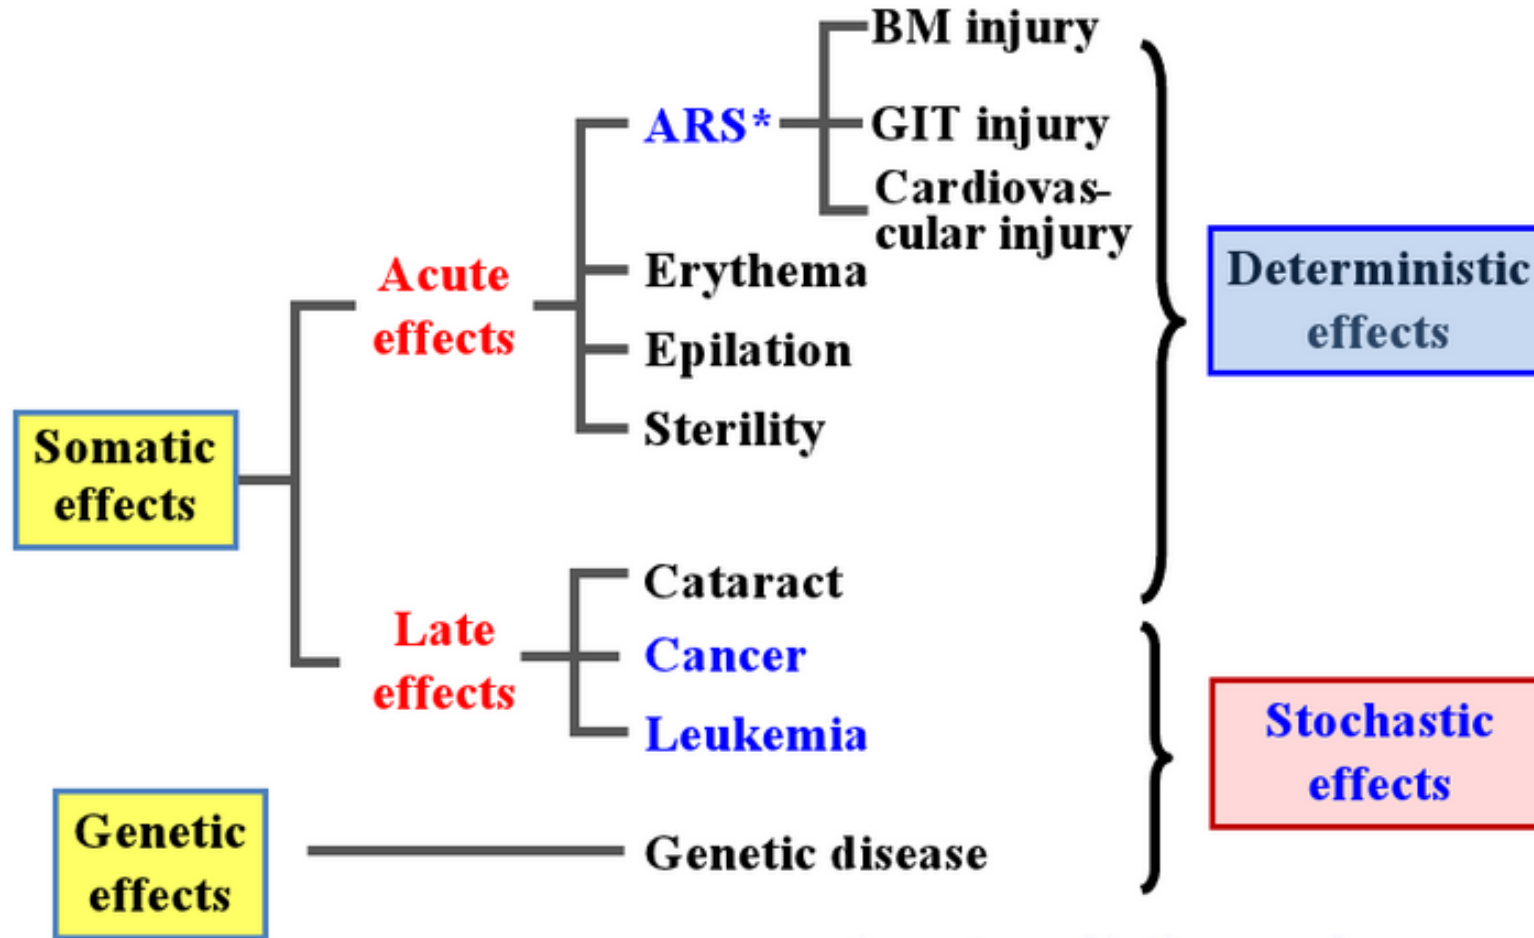 BM injury
ARS*
GIT injury
Cardiovas-
cular injury
Acute
effects
Erythema
Epilation
Sterility
Deterministic
effects
Somatic
effects
Late
effects
Cataract
Cancer
Leukemia
Stochastic
effects
Genetic
effects
Genetic disease